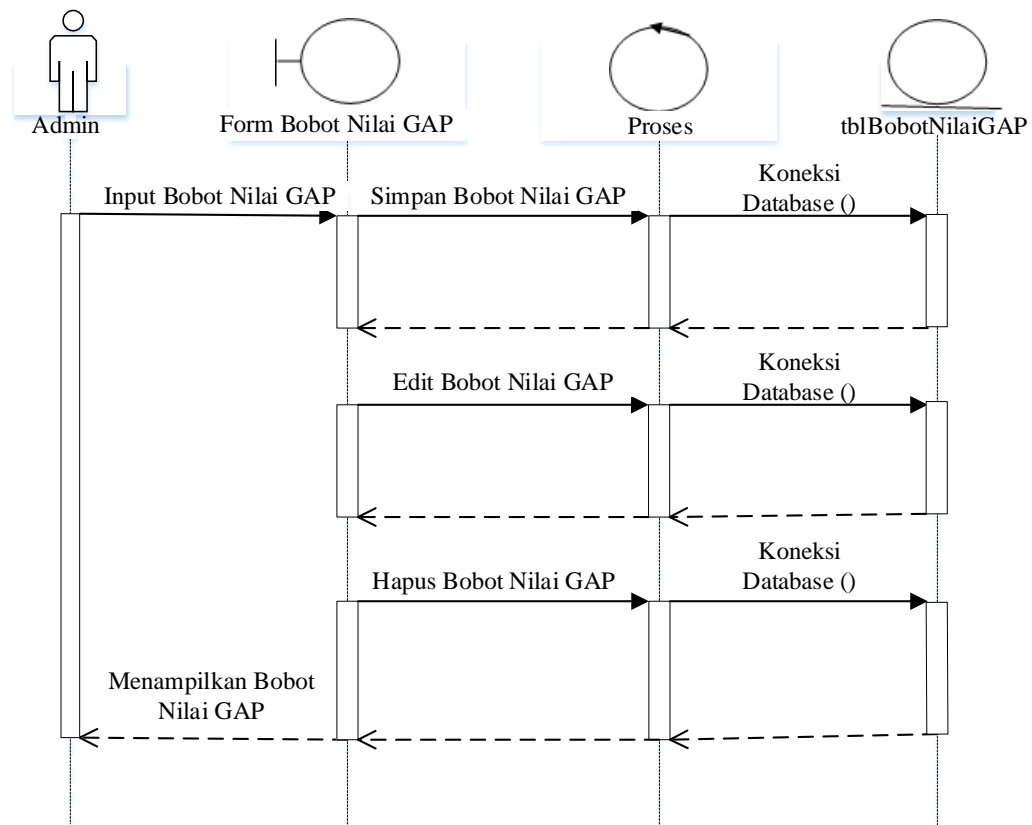 Admin
Form Bobot Nilai GAP
Proses
tblBobotNilaiGAP
Input Bobot Nilai GAP
Simpan Bobot Nilai GAP
Koneksi
Database ()
Edit Bobot Nilai GAP
Koneksi
Database ()
Hapus Bobot Nilai GAP
Koneksi
Database ()
Menampilkan Bobot
Nilai GAP